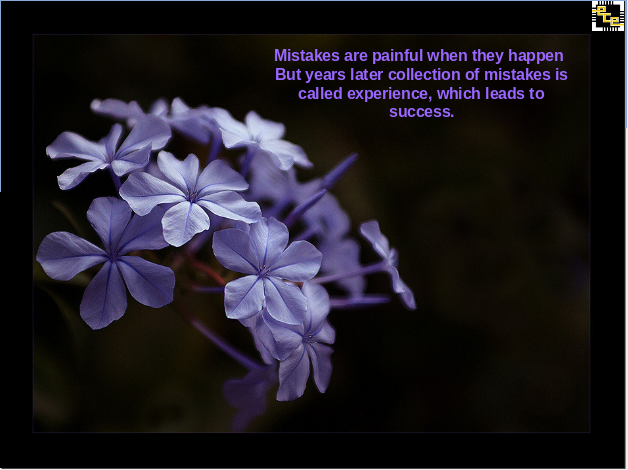 Mistakes are painful when they happen
But years later collection of mistakes is
called experience, which leads to
success.